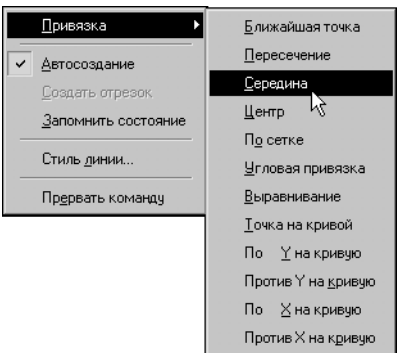 Привязка
Автосоздание
Создать отрезок
Запомнить состояние
Стиль линии...
Прервать команду
Ближайшая точка
Пересечение
Середина
Центр
По сетке
Угловая привязка
Выравнивание
Точка на кривой
По Y на кривую
Против Y на кривую
По X на кривую
Против X на кривую